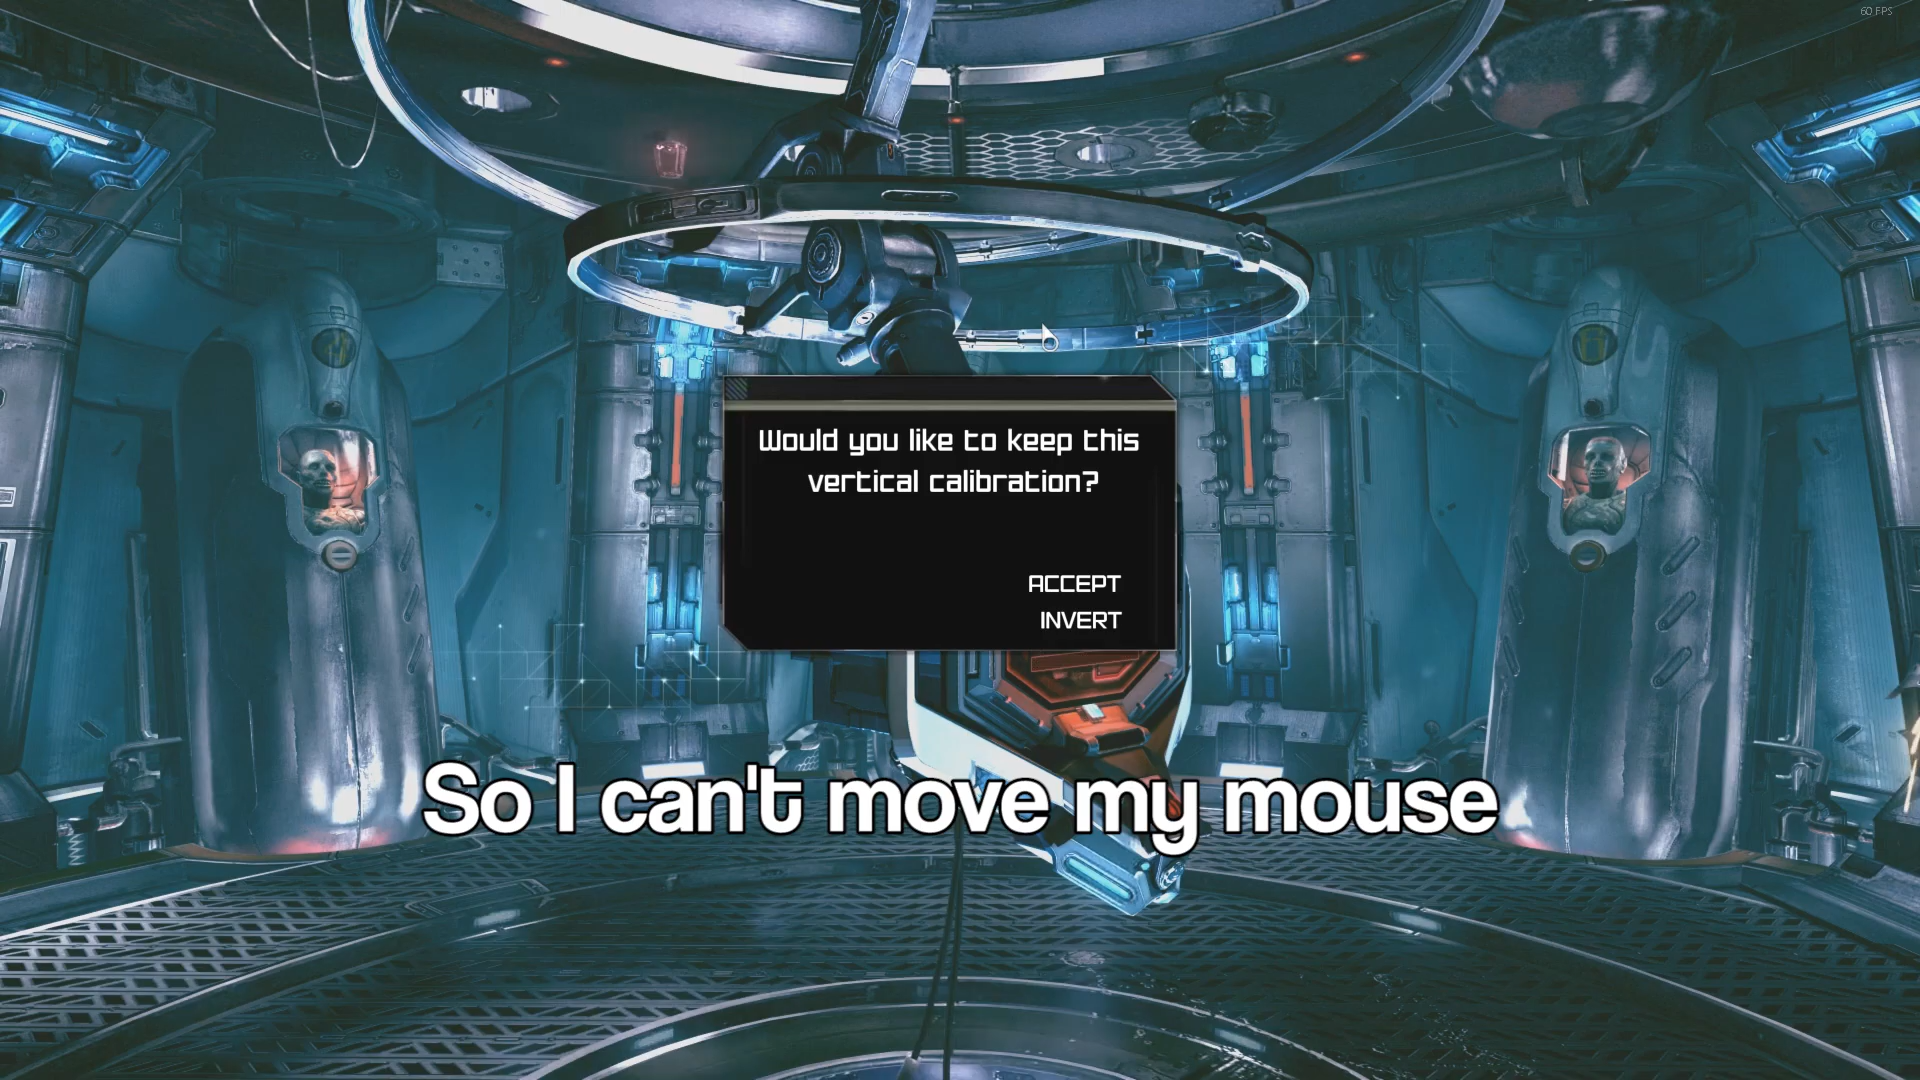 60 FPS
Would you like to keep this
vertical calibration?
ACCEPT
INVERT
So I can't move my mouse